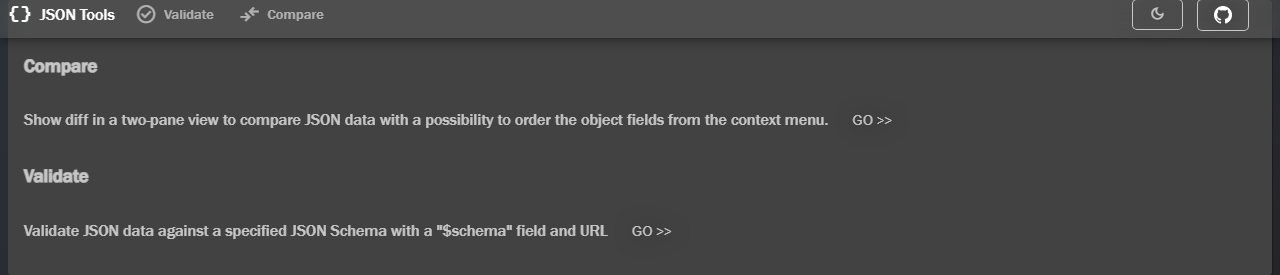 {} JSON Tools Validate Compare
Compare
Show diff in a two-pane view to compare JSON data with a possibility to order the object fields from the context menu. GO >>
Validate
Validate JSON data against a specified JSON Schema with a "$schema" field and URL GO >>